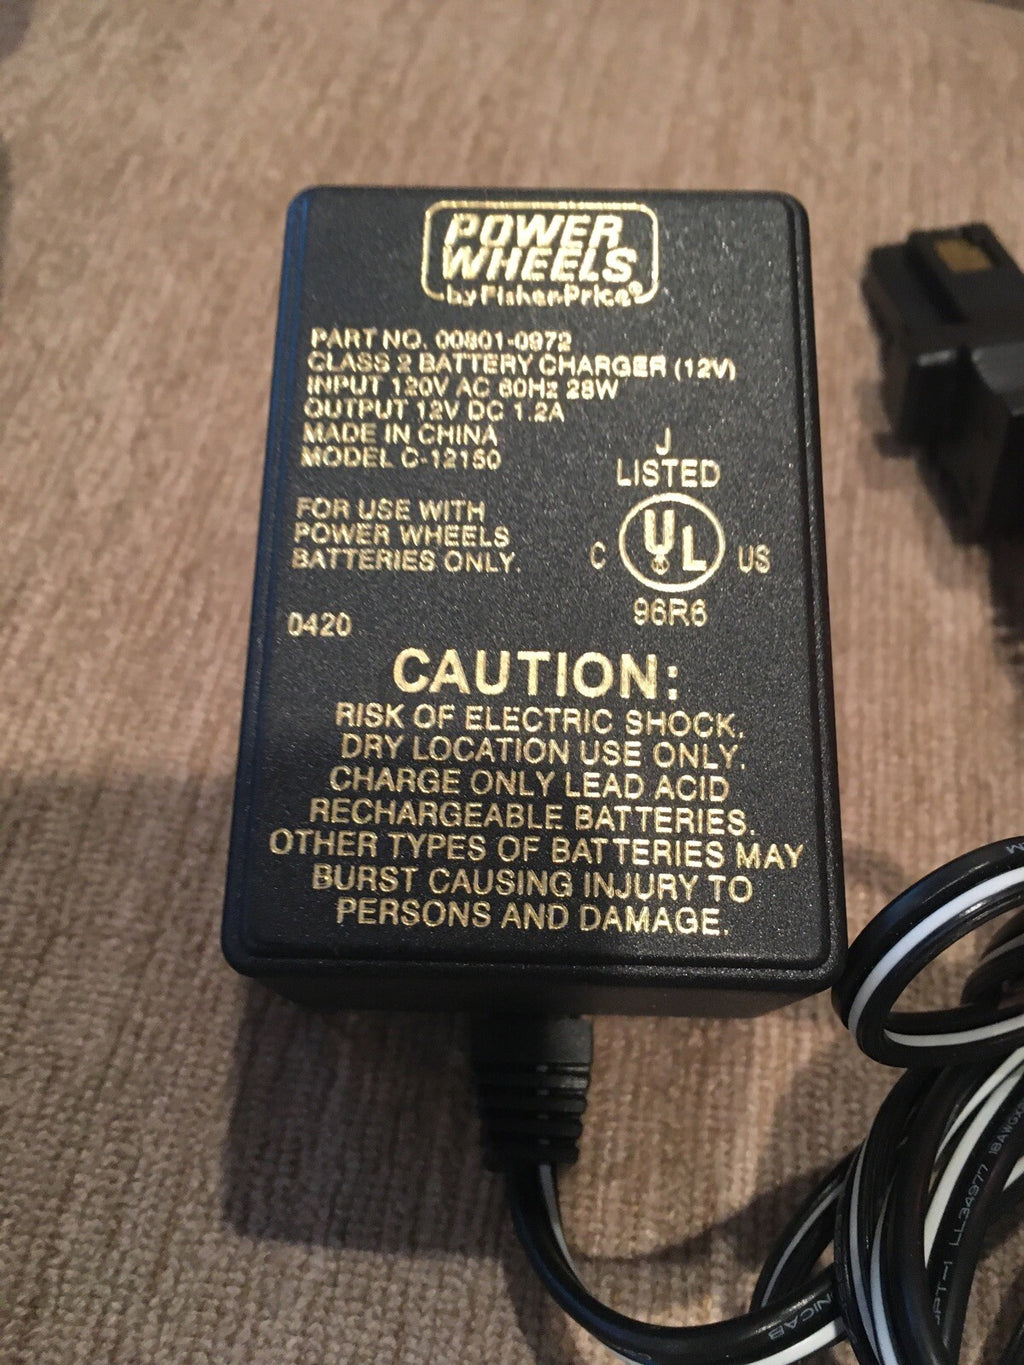 POWER
WHEELS
by Fisher-Price®
PART NO. 00801-0972
CLASS 2 BATTERY CHARGER (12V)
INPUT 120V AC 60Hz 28W
OUTPUT 12V DC 1.2A
MADE IN CHINA
MODEL C-12150
FOR USE WITH
POWER WHEELS
BATTERIES ONLY.
J
LISTED
C UL US
96R6
0420
CAUTION:
RISK OF ELECTRIC SHOCK.
DRY LOCATION USE ONLY.
CHARGE ONLY LEAD ACID
RECHARGEABLE BATTERIES.
OTHER TYPES OF BATTERIES MAY
BURST CAUSING INJURY TO
PERSONS AND DAMAGE.
LL34977 18AWGX
NICAB